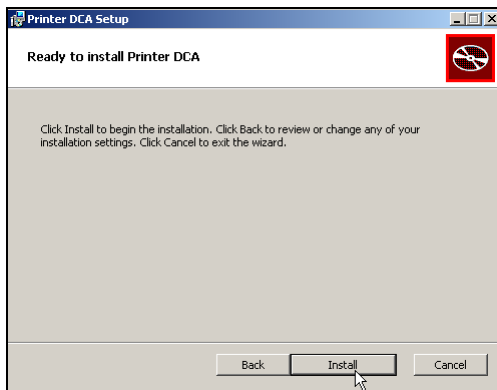 Printer DCA Setup
Ready to install Printer DCA
Click Install to begin the installation. Click Back to review or change any of your
installation settings. Click Cancel to exit the wizard.
Back Install Cancel